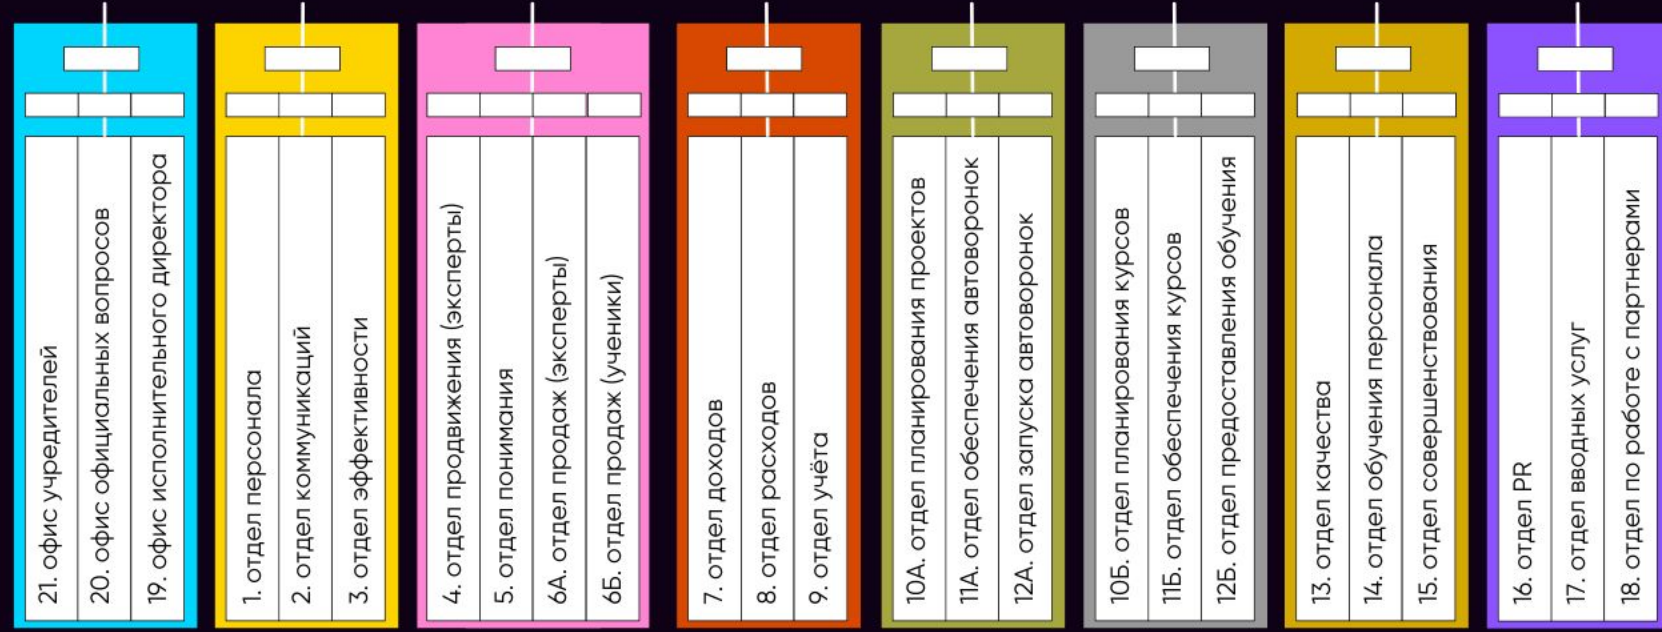 21. офис учредителей
20. офис официальных вопросов
19. офис исполнительного директора
1. отдел персонала
2. отдел коммуникаций
3. отдел эффективности
4. отдел продвижения (эксперты)
5. отдел понимания
6А. отдел продаж (эксперты)
6Б. отдел продаж (ученики)
7. отдел доходов
8. отдел расходов
9. отдел учёта
10А. отдел планирования проектов
11А. отдел обеспечения автоворонок
12А. отдел запуска автоворонок
10Б. отдел планирования курсов
11Б. отдел обеспечения курсов
12Б. отдел предоставления обучения
13. отдел качества
14. отдел обучения персонала
15. отдел совершенствования
16. отдел PR
17. отдел вводных услуг
18. отдел по работе с партнерами